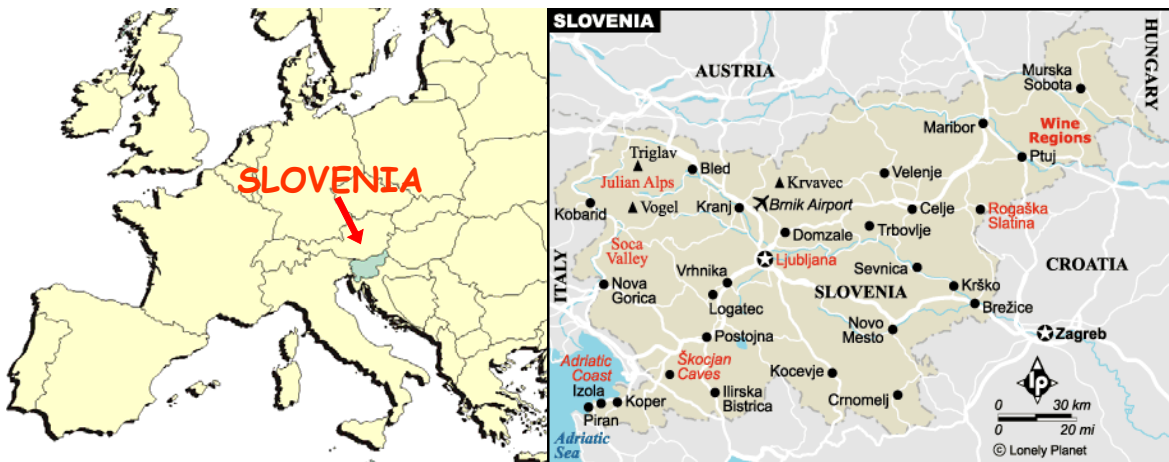 SLOVENIA
SLOVENIA
AUSTRIA
HUNGARY
Murska
Sobota
Maribor
Wine
Regions
Ptuj
Triglav
Bled
Julian Alps
Krvavec
Velenje
Kobarid
Vogel
Kranj
Brnik Airport
Celje
Rogaška
Slatina
Domzale
Trbovlje
Soca
Valley
Ljubljana
ITALY
Vrhnika
Sevnica
CROATIA
Nova
Gorica
Logatec
SLOVENIA
Krško
Brežice
Postojna
Novo
Mesto
Zagreb
Adriatic
Coast
Škocjan
Caves
Kocevje
lp
Izola
Koper
Ilirska
Bistrica
Crnomelj
Piran
0 30 km
0 20 mi
Adriatic
Sea
© Lonely Planet